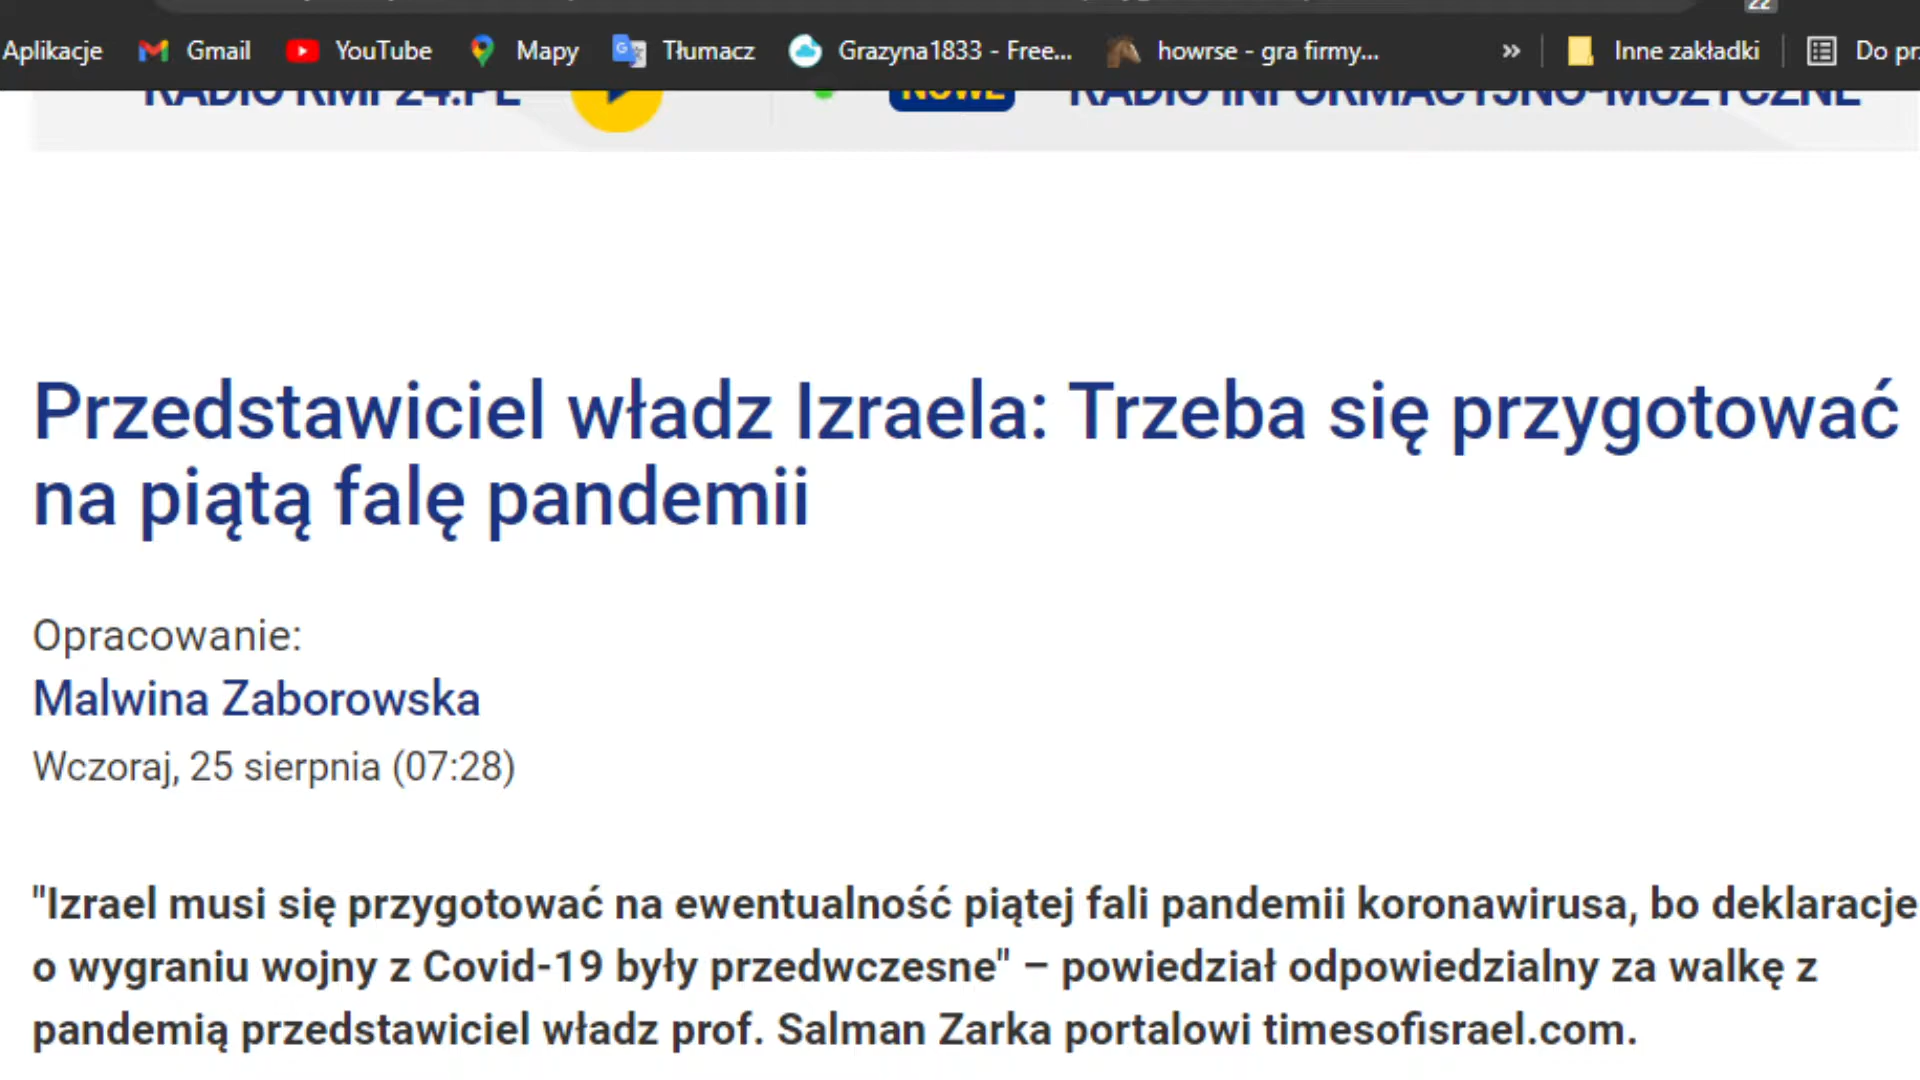 Aplikacje Gmail YouTube Mapy Tłumacz Grazyna1833 - Free... howrse - gra firmy... » Inne zakładki Do
22
RADIO RMF24.PL NOWE RADIO INFORMACYJNO-MUZYCZNE
Przedstawiciel władz Izraela: Trzeba się przygotować
na piątą falę pandemii
Opracowanie:
Malwina Zaborowska
Wczoraj, 25 sierpnia (07:28)
"Izrael musi się przygotować na ewentualność piątej fali pandemii koronawirusa, bo deklaracje
o wygraniu wojny z Covid-19 były przedwczesne" – powiedział odpowiedzialny za walkę z
pandemią przedstawiciel władz prof. Salman Zarka portalowi timesofisrael.com.